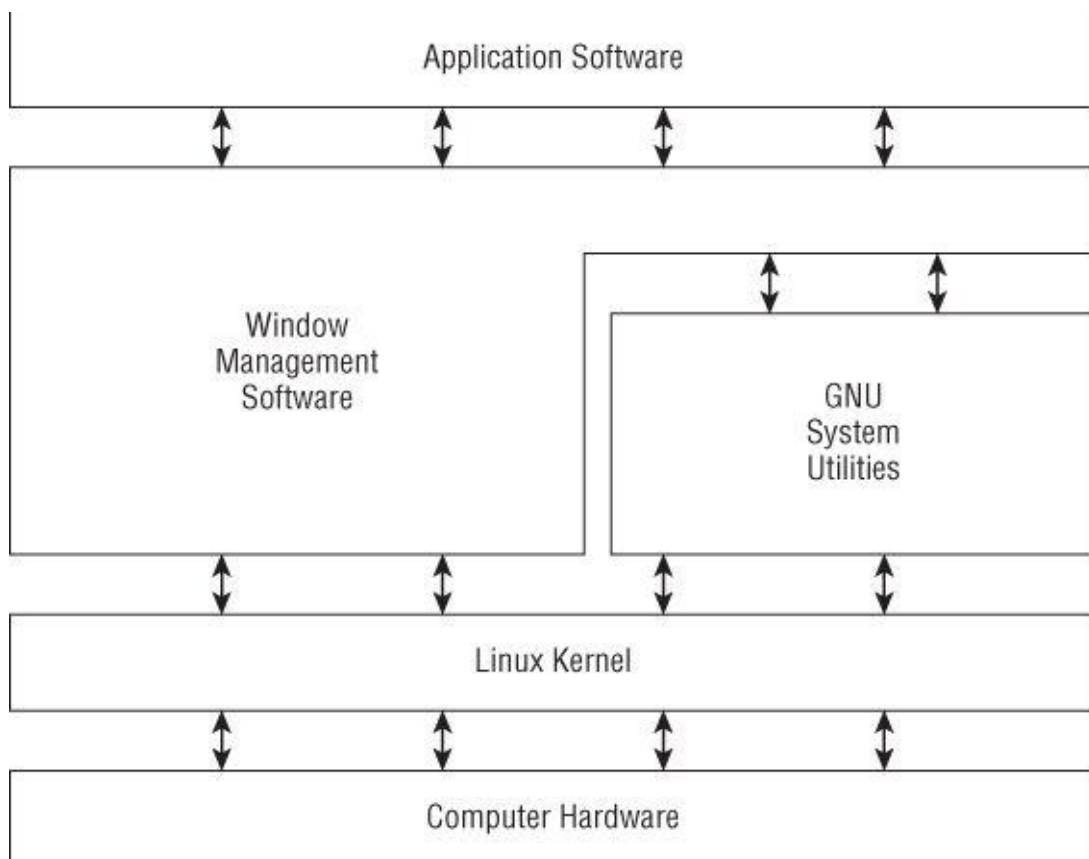 Application Software
Window
Management
Software
GNU
System
Utilities
Linux Kernel
Computer Hardware